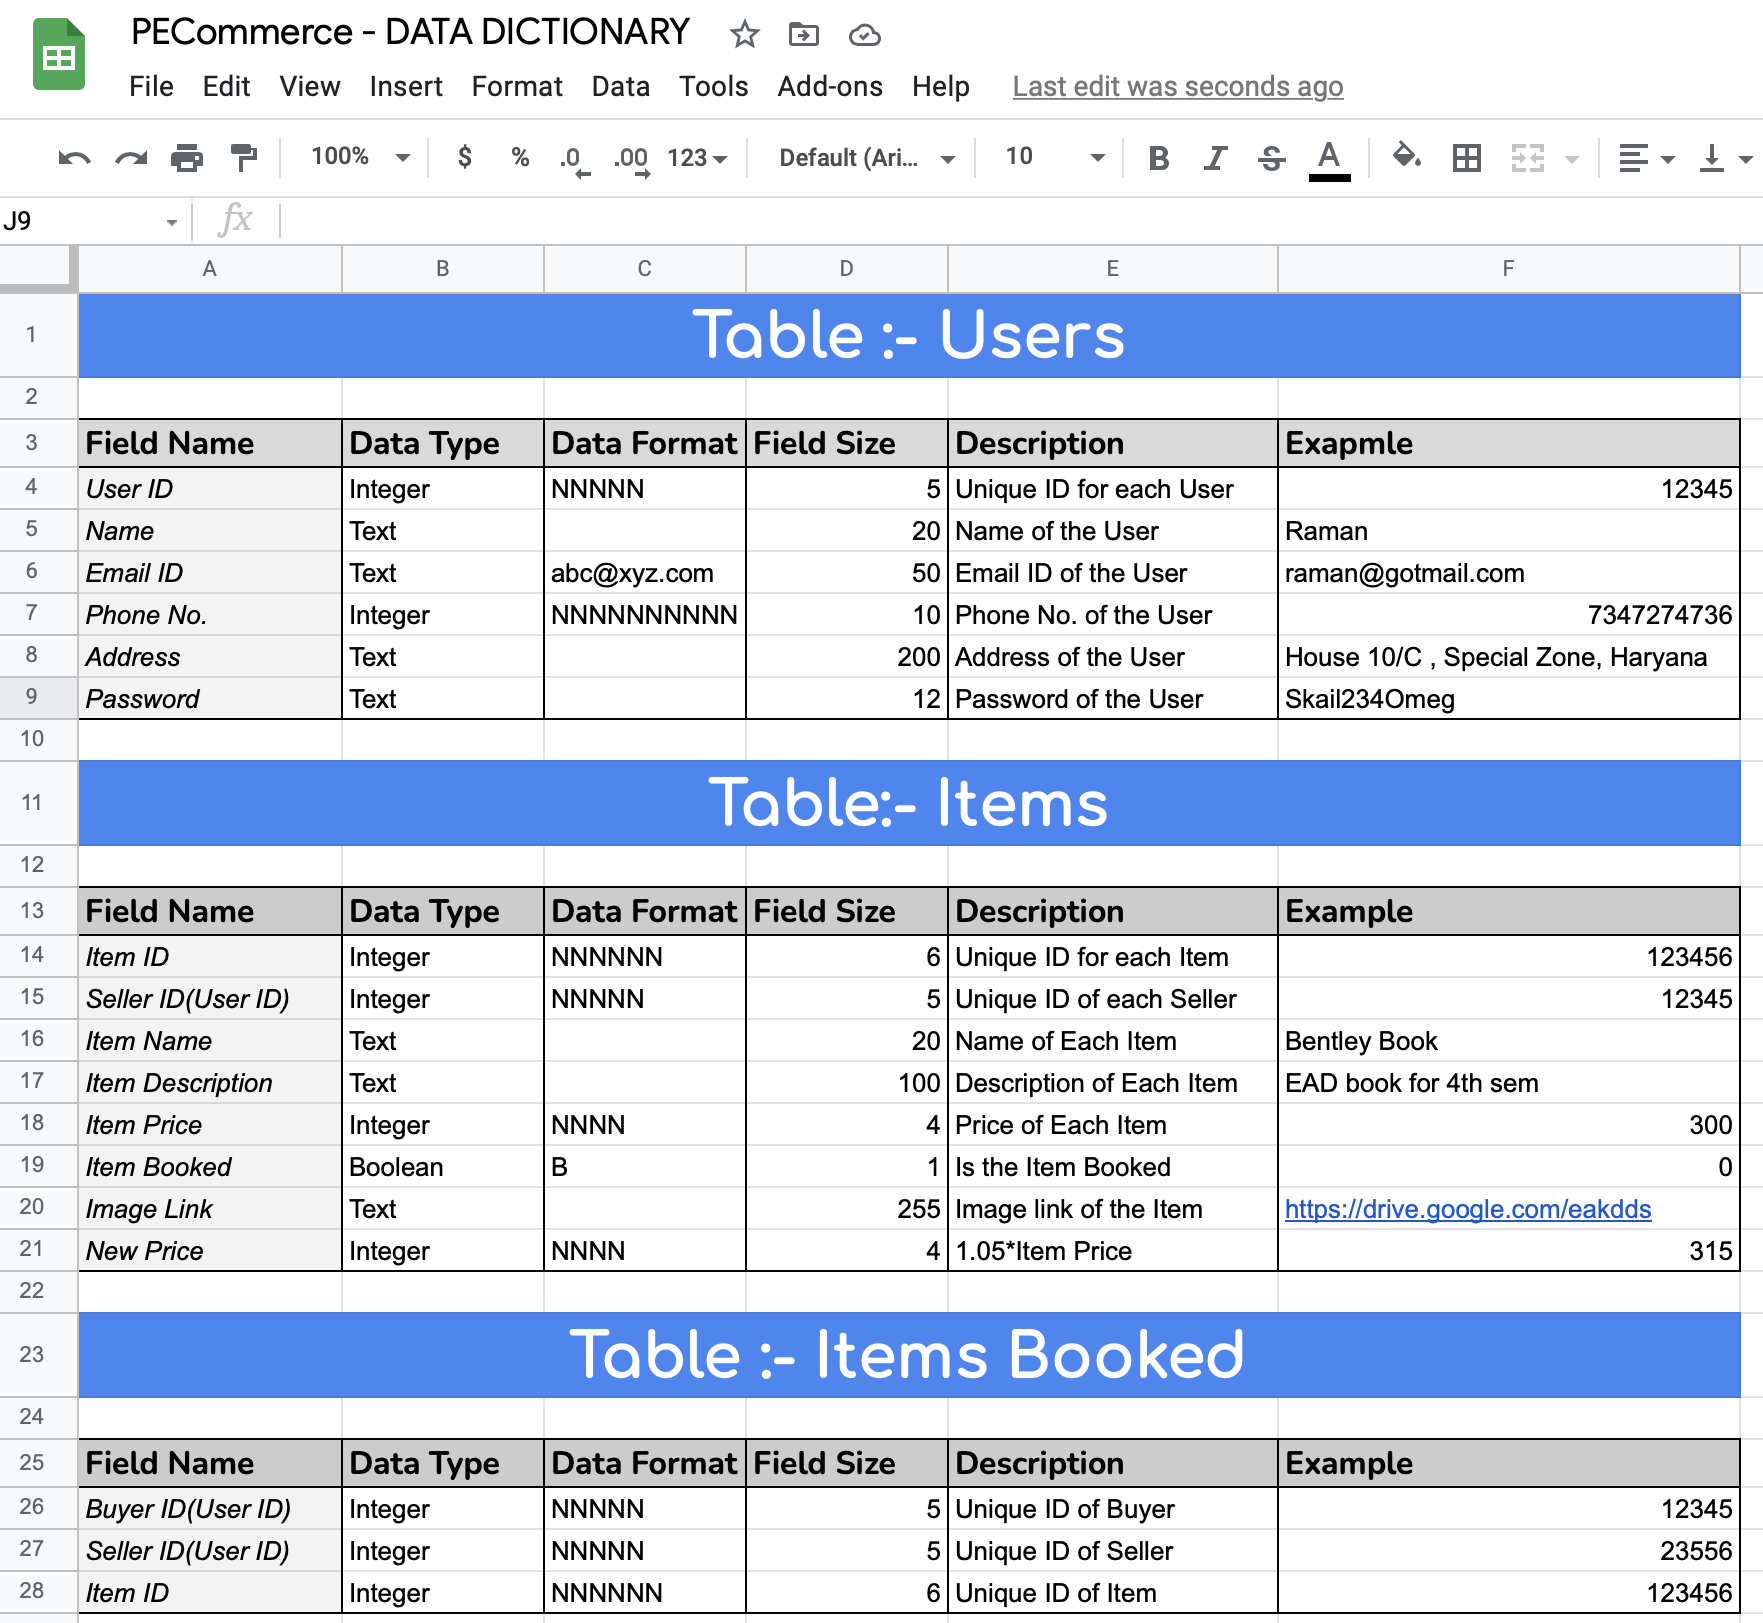 PECommerce - DATA DICTIONARY
File Edit View Insert Format Data Tools Add-ons Help Last edit was seconds ago
100% $ % .0 .00 123 Default (Ari... 10 B I S A
J9 fx
A B C D E F
1 Table :- Users
2
3 Field Name Data Type Data Format Field Size Description Exapmle
4 User ID Integer NNNNN 5 Unique ID for each User 12345
5 Name Text 20 Name of the User Raman
6 Email ID Text abc@xyz.com 50 Email ID of the User raman@gotmail.com
7 Phone No. Integer NNNNNNNNNN 10 Phone No. of the User 7347274736
8 Address Text 200 Address of the User House 10/C , Special Zone, Haryana
9 Password Text 12 Password of the User Skail234Omeg
10
11 Table:- Items
12
13 Field Name Data Type Data Format Field Size Description Example
14 Item ID Integer NNNNNN 6 Unique ID for each Item 123456
15 Seller ID(User ID) Integer NNNNN 5 Unique ID of each Seller 12345
16 Item Name Text 20 Name of Each Item Bentley Book
17 Item Description Text 100 Description of Each Item EAD book for 4th sem
18 Item Price Integer NNNN 4 Price of Each Item 300
19 Item Booked Boolean B 1 Is the Item Booked 0
20 Image Link Text 255 Image link of the Item https://drive.google.com/eakdds
21 New Price Integer NNNN 4 1.05*Item Price 315
22
23 Table :- Items Booked
24
25 Field Name Data Type Data Format Field Size Description Example
26 Buyer ID(User ID) Integer NNNNN 5 Unique ID of Buyer 12345
27 Seller ID(User ID) Integer NNNNN 5 Unique ID of Seller 23556
28 Item ID Integer NNNNNN 6 Unique ID of Item 123456